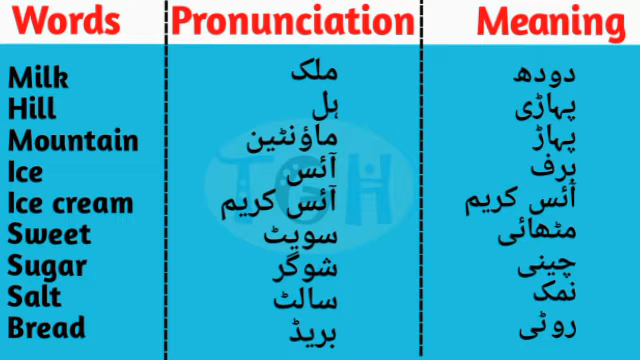 Words Pronunciation Meaning
Milk ملک دودھ
Hill ہل پہاڑی
Mountain ماؤنٹین پہاڑ
Ice آئس برف
Ice cream آئس کریم آئس کریم
Sweet سویٹ مٹھائی
Sugar شوگر چینی
Salt سالٹ نمک
Bread بریڈ روٹی
TGH